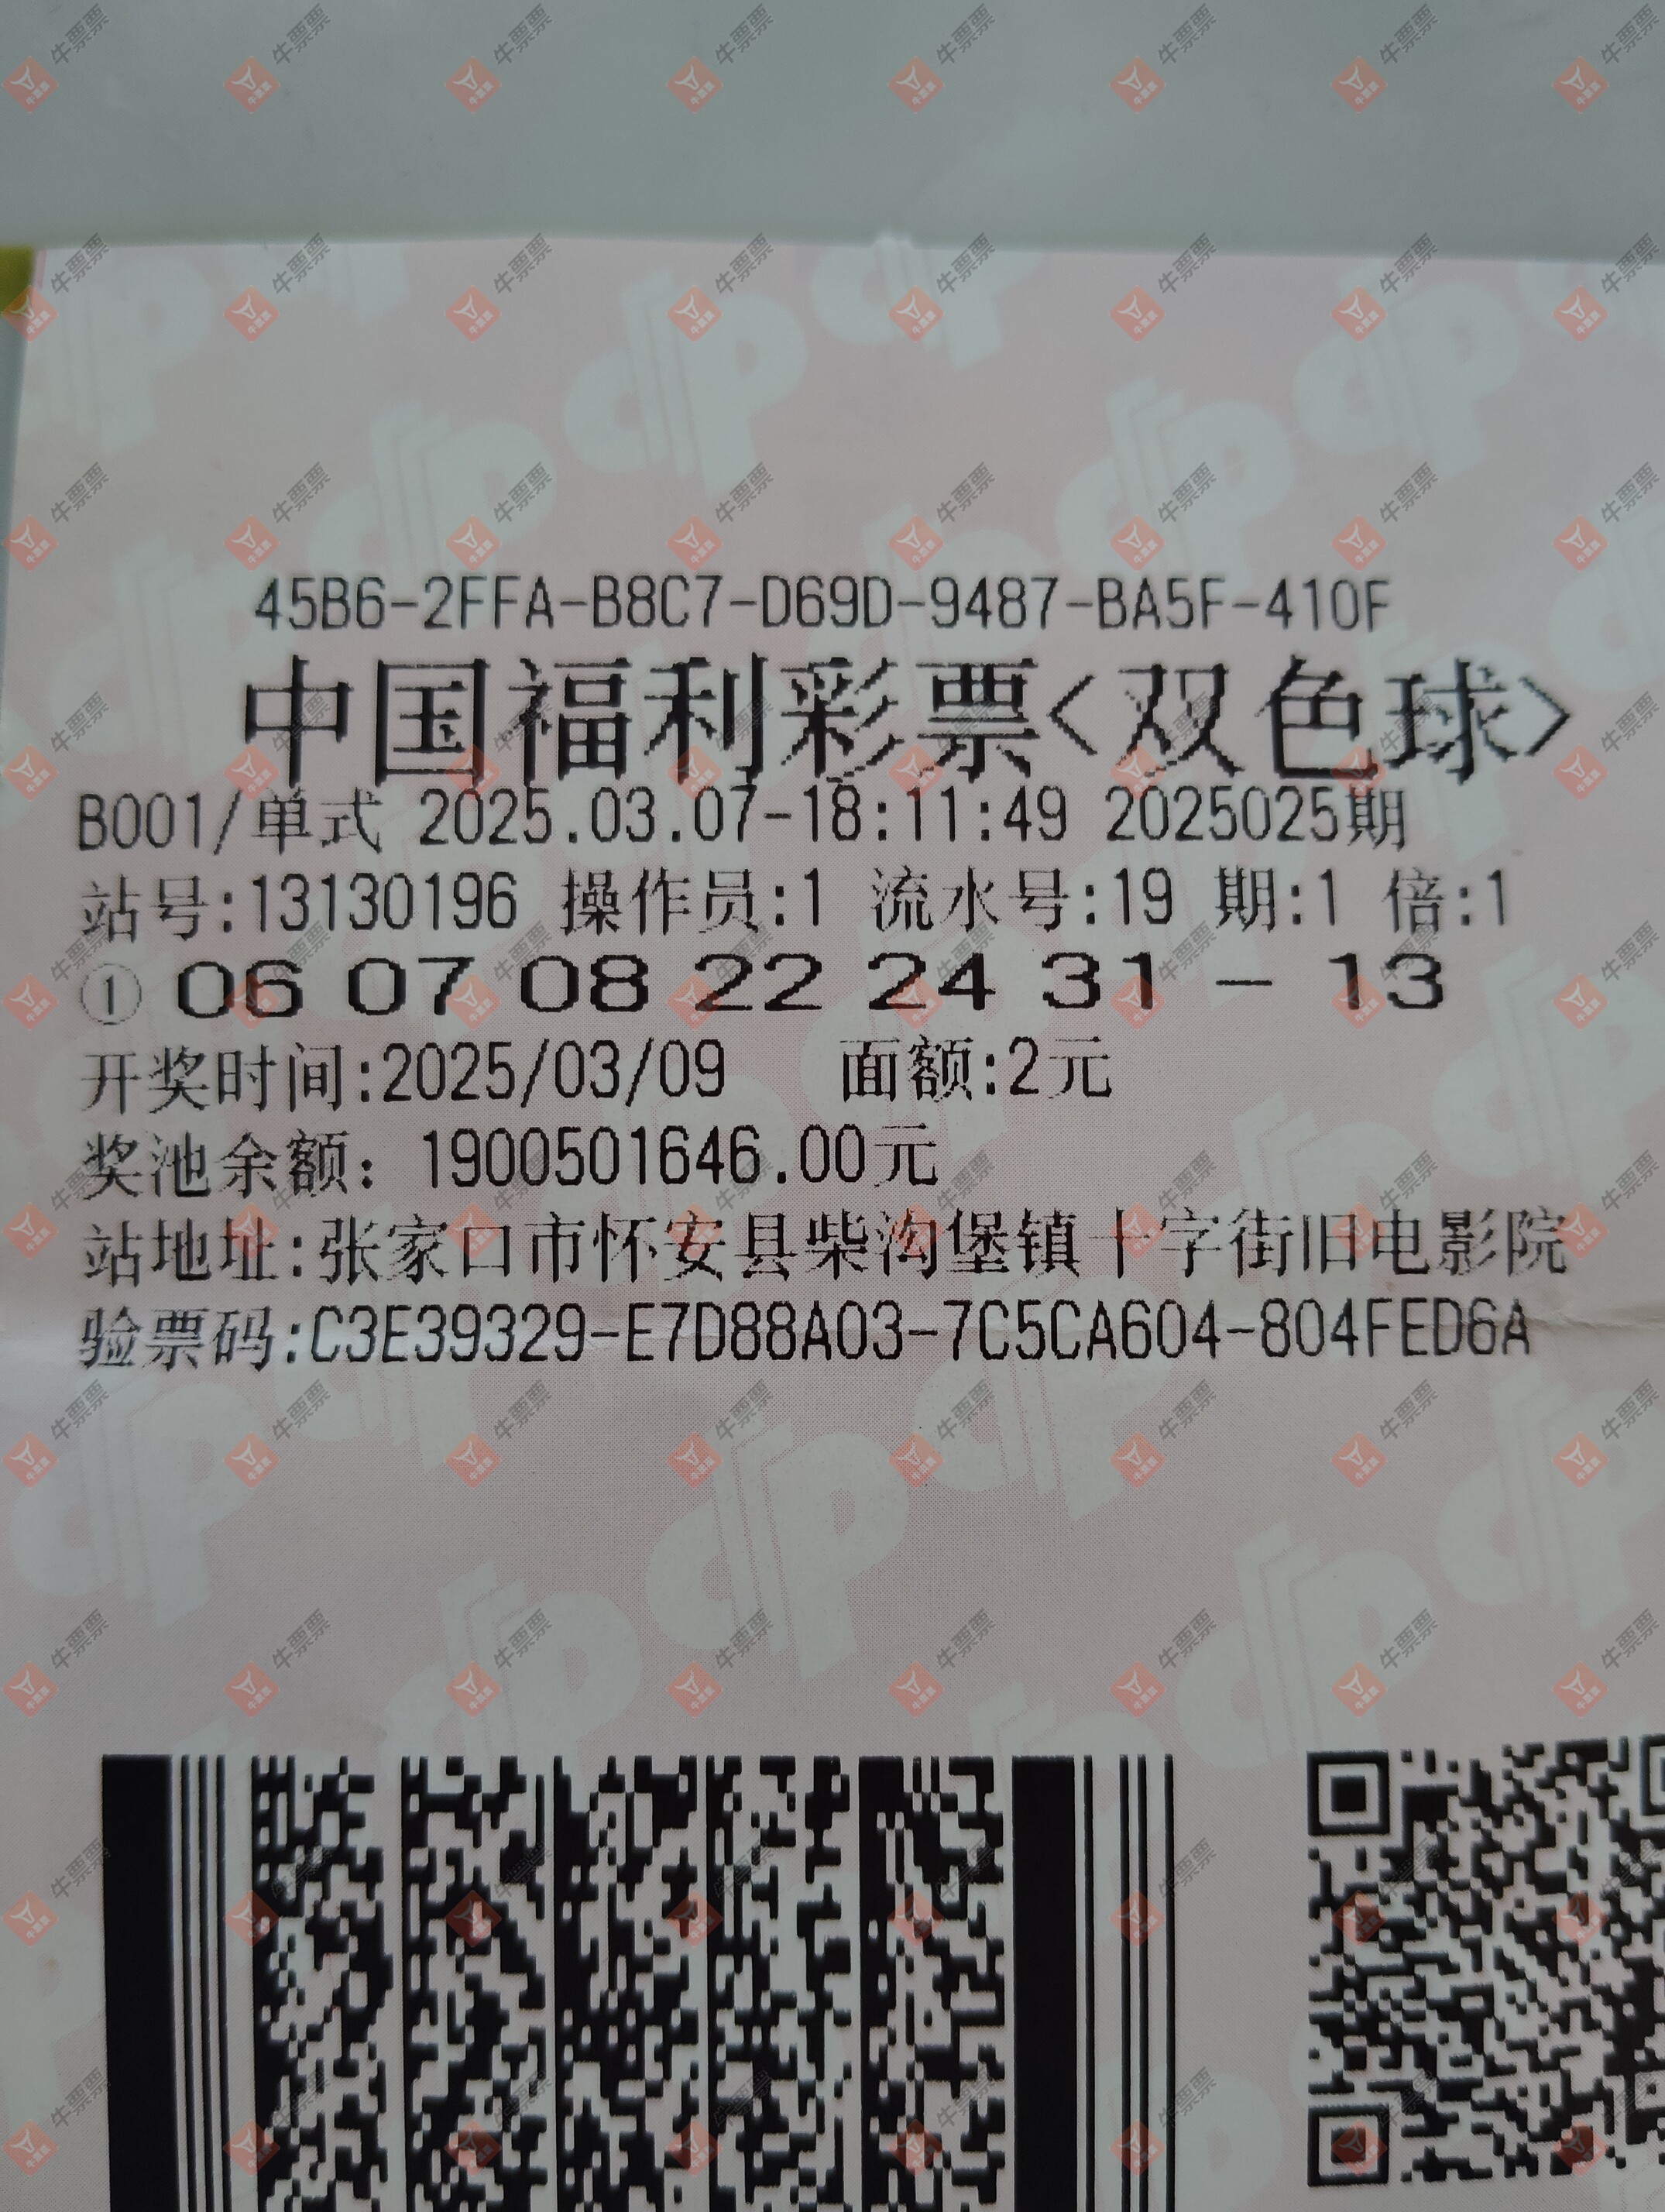 45B6-2FFA-B8C7-D69D-9487-BA5F-410F
中国福利彩票<双色球>
B001/单式 2025.03.07-18:11:49 2025025期
站号:13130196 操作员:1 流水号:19 期:1 倍:1
① 06 07 08 22 24 31 - 13
开奖时间:2025/03/09 面额:2元
奖池余额: 1900501646.00元
站地址:张家口市怀安县柴沟堡镇十字街旧电影院
验票码:C3E39329-E7D88A03-7C5CA604-804FED6A
牛票票